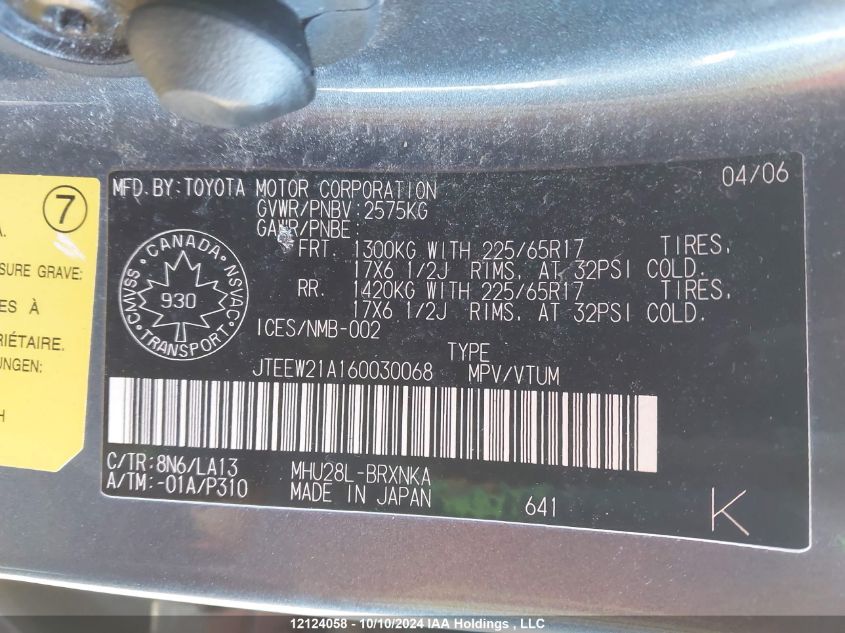 7
A.
SURE GRAVE:
ES À
RIÉTAIRE.
UNGEN:
H
MFD. BY: TOYOTA MOTOR CORPORATION 04/06
GVWR/PNBV: 2575KG
GAWR/PNBE:
FRT. 1300KG WITH 225/65R17 TIRES,
17X6 1/2J RIMS, AT 32PSI COLD.
RR. 1420KG WITH 225/65R17 TIRES,
17X6 1/2J RIMS, AT 32PSI COLD.
ICES/NMB-002
CANADA
CMVSS NSVAC
930
TRANSPORT
TYPE
JTEEW21A160030068 MPV/VTUM
C/TR: 8N6/LA13 MHU28L-BRXNKA
A/TM: -01A/P310 MADE IN JAPAN 641 K
12124058 - 10/10/2024 IAA Holdings , LLC